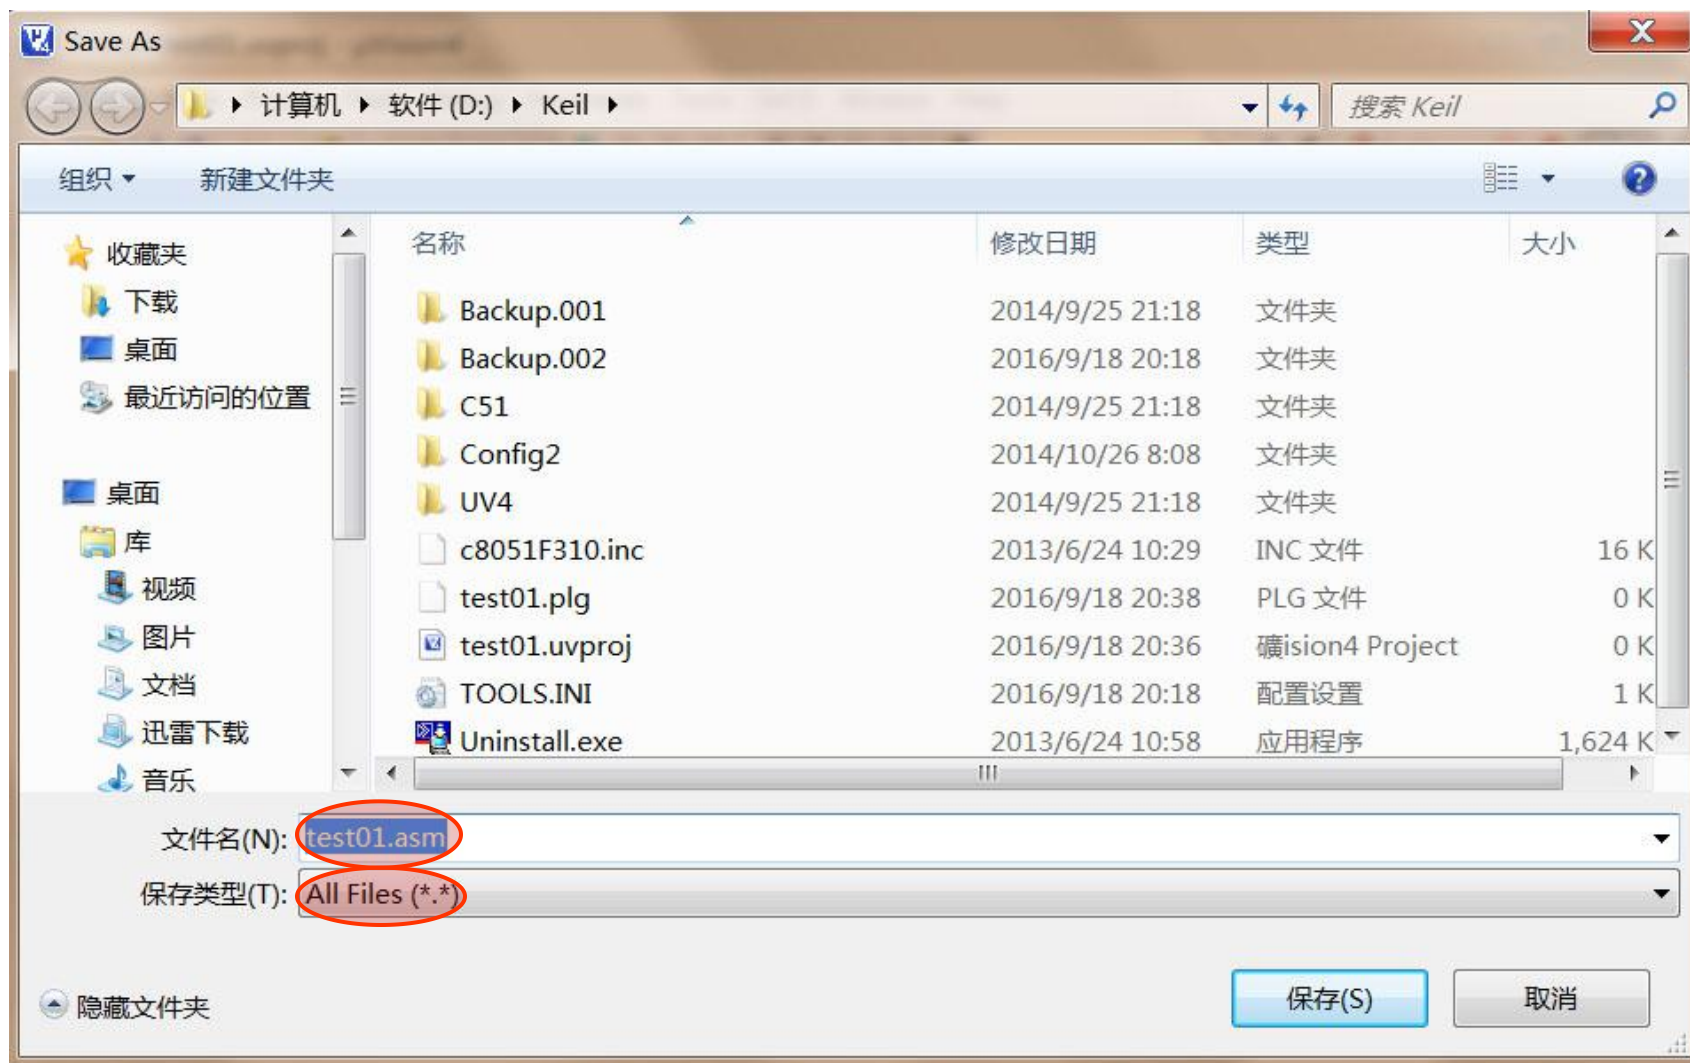 Save As
计算机 软件 (D:) Keil 搜索 Keil
组织 新建文件夹
名称 修改日期 类型 大小
收藏夹
下载
桌面
最近访问的位置
桌面
库
视频
图片
文档
迅雷下载
音乐
Backup.001 2014/9/25 21:18 文件夹
Backup.002 2016/9/18 20:18 文件夹
C51 2014/9/25 21:18 文件夹
Config2 2014/10/26 8:08 文件夹
UV4 2014/9/25 21:18 文件夹
c8051F310.inc 2013/6/24 10:29 INC 文件 16 K
test01.plg 2016/9/18 20:38 PLG 文件 0 K
test01.uvproj 2016/9/18 20:36 礦ision4 Project 0 K
TOOLS.INI 2016/9/18 20:18 配置设置 1 K
Uninstall.exe 2013/6/24 10:58 应用程序 1,624 K
文件名(N): test01.asm
保存类型(T): All Files (*.*)
隐藏文件夹 保存(S) 取消